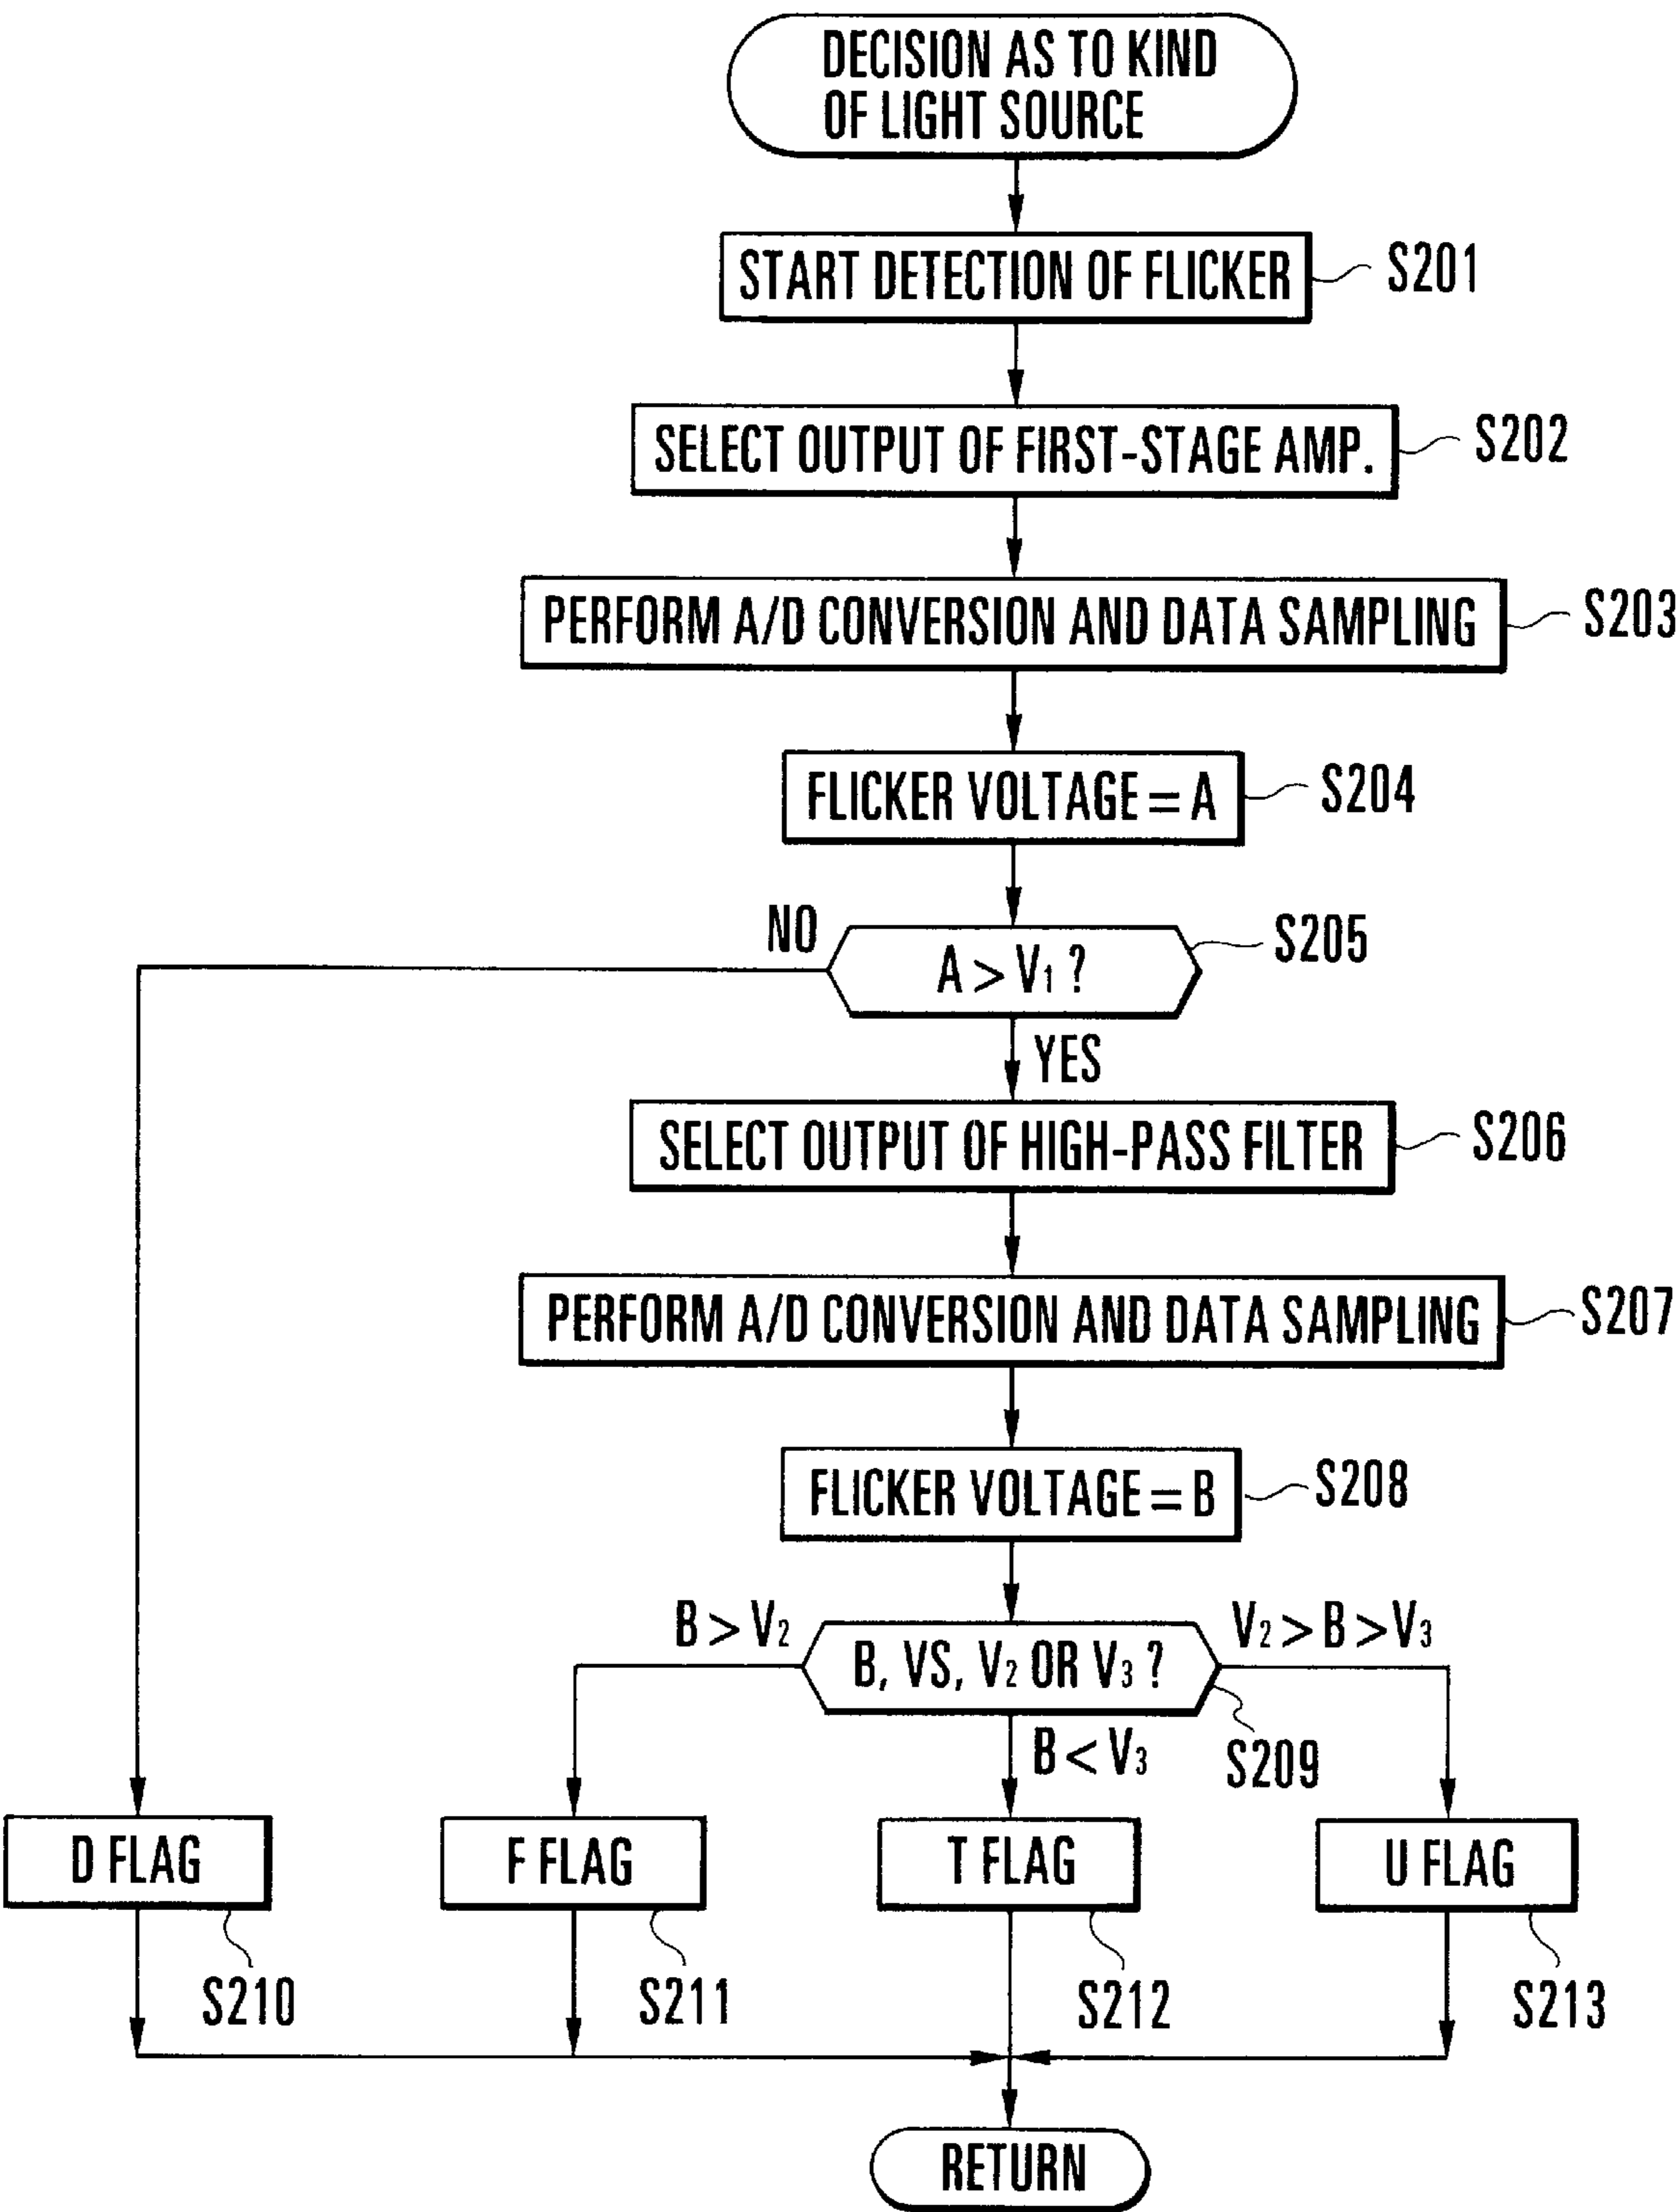 DECISION AS TO KIND
OF LIGHT SOURCE
START DETECTION OF FLICKER
S201
SELECT OUTPUT OF FIRST-STAGE AMP.
S202
PERFORM A/D CONVERSION AND DATA SAMPLING
S203
FLICKER VOLTAGE = A
S204
NO
A > V1 ?
S205
YES
SELECT OUTPUT OF HIGH-PASS FILTER
S206
PERFORM A/D CONVERSION AND DATA SAMPLING
S207
FLICKER VOLTAGE = B
S208
B > V2
B, VS, V2 OR V3 ?
V2 > B > V3
B < V3
S209
D FLAG
F FLAG
T FLAG
U FLAG
S210
S211
S212
S213
RETURN